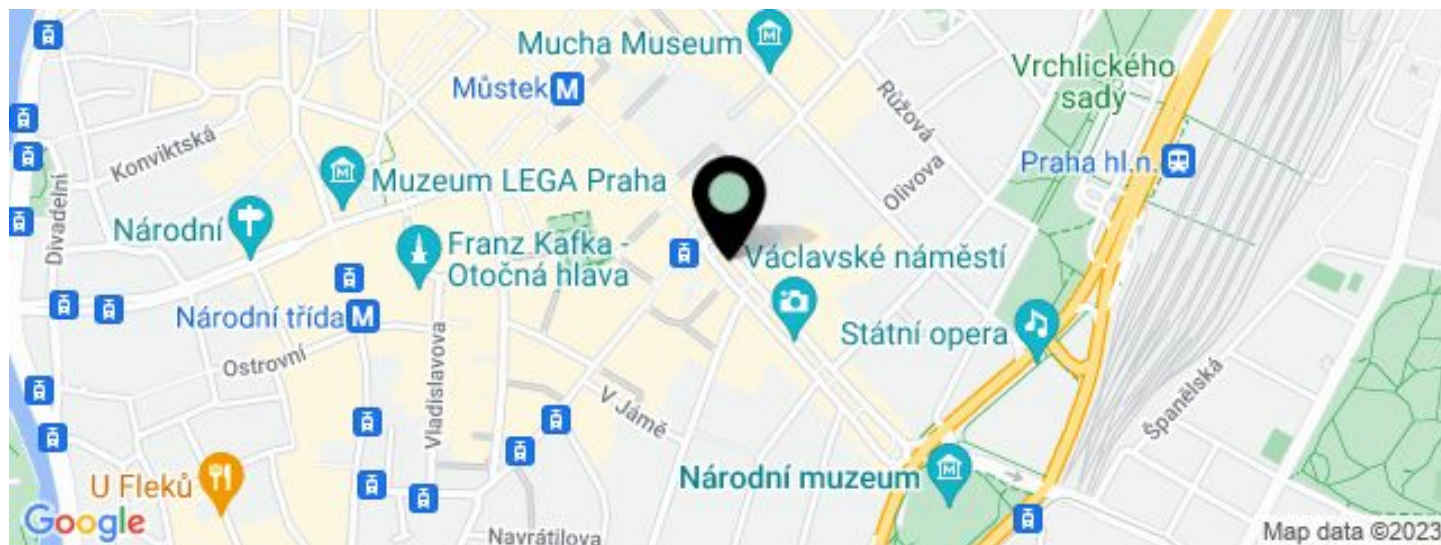 Mucha Museum
Můstek
M
Vrchlického
sady
Růžová
Konviktská
Praha hl.n.
Olivova
Muzeum LEGA Praha
Divadelní
Národní
Franz Kafka -
Otočná hlava
Václavské náměstí
Národní třída
M
Státní opera
Ostrovní
Vladislavova
V Jámě
Španělská
Národní muzeum
U Fleků
Navrátilova
Google
Map data ©2023